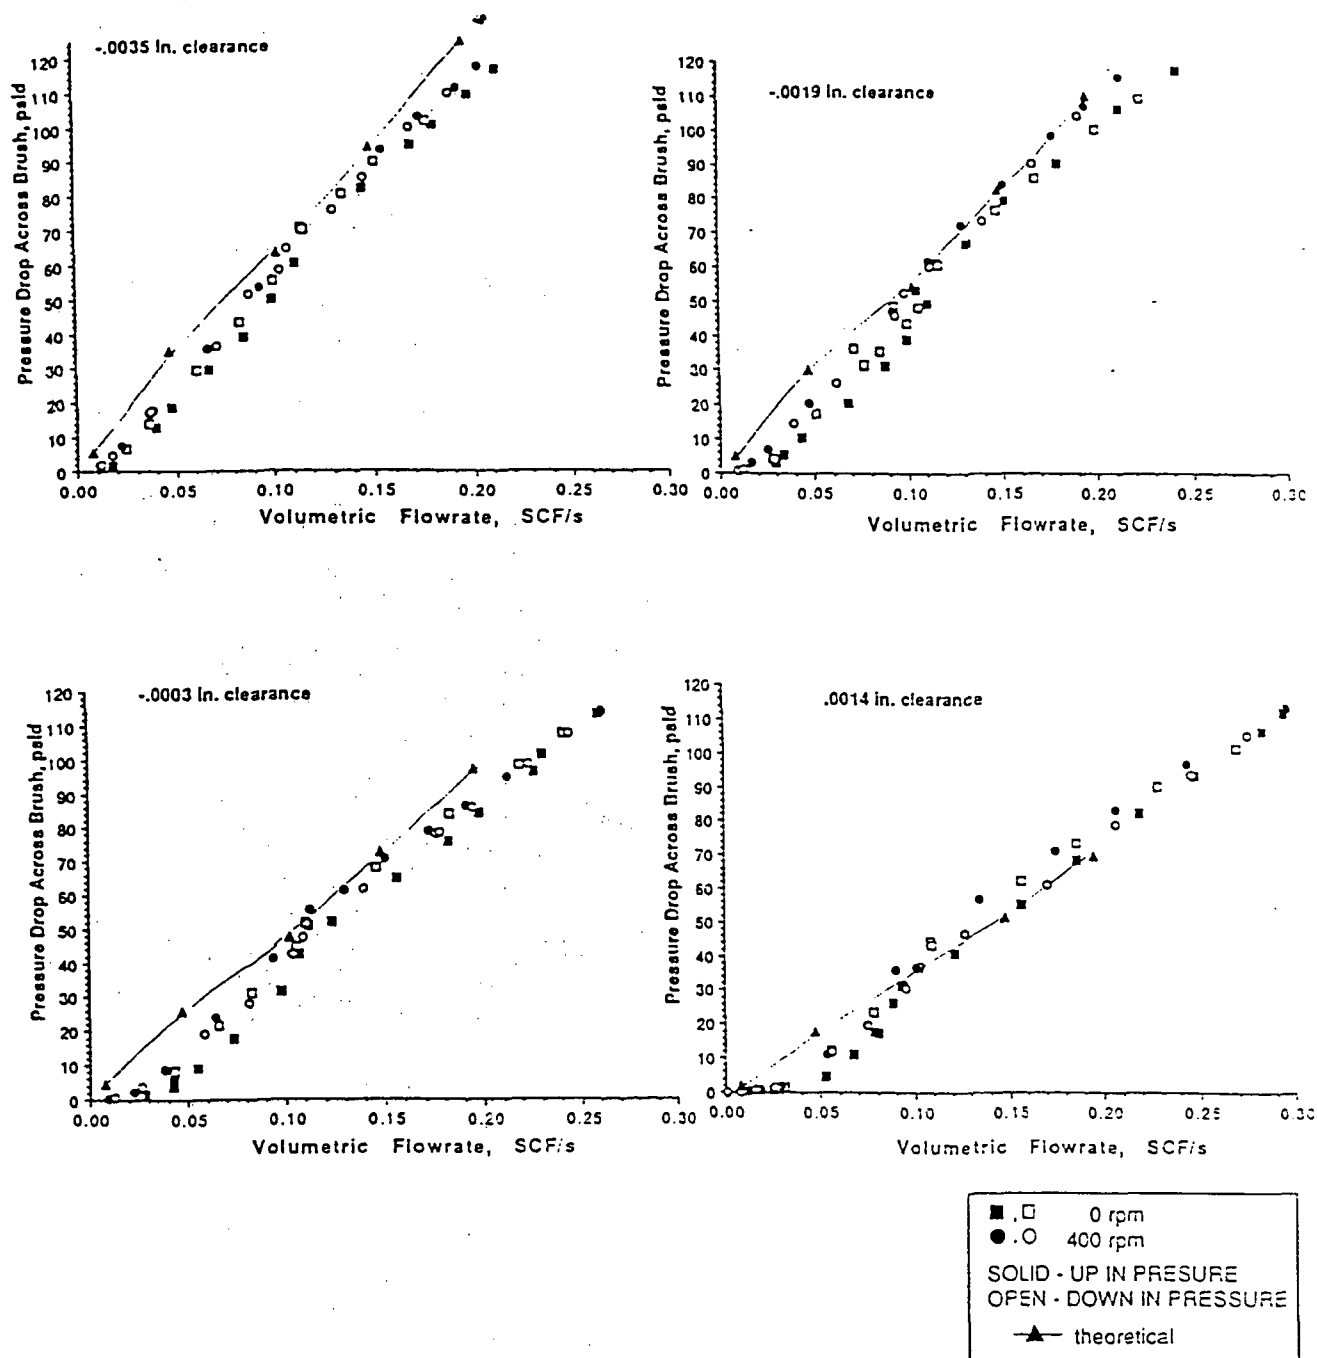 -.0035 in. clearance
Pressure Drop Across Brush, psid
120
110
100
90
80
70
60
50
40
30
20
10
0
0.00 0.05 0.10 0.15 0.20 0.25 0.30
Volumetric Flowrate, SCF/s
-.0019 in. clearance
Pressure Drop Across Brush, psid
120
110
100
90
80
70
60
50
40
30
20
10
0
0.00 0.05 0.10 0.15 0.20 0.25 0.30
Volumetric Flowrate, SCF/s
-.0003 in. clearance
Pressure Drop Across Brush, psid
120
110
100
90
80
70
60
50
40
30
20
10
0
0.00 0.05 0.10 0.15 0.20 0.25 0.30
Volumetric Flowrate, SCF/s
.0014 in. clearance
Pressure Drop Across Brush, psid
120
110
100
90
80
70
60
50
40
30
20
10
0
0.00 0.05 0.10 0.15 0.20 0.25 0.30
Volumetric Flowrate, SCF/s
0 rpm
400 rpm
SOLID - UP IN PRESURE
OPEN - DOWN IN PRESSURE
theoretical